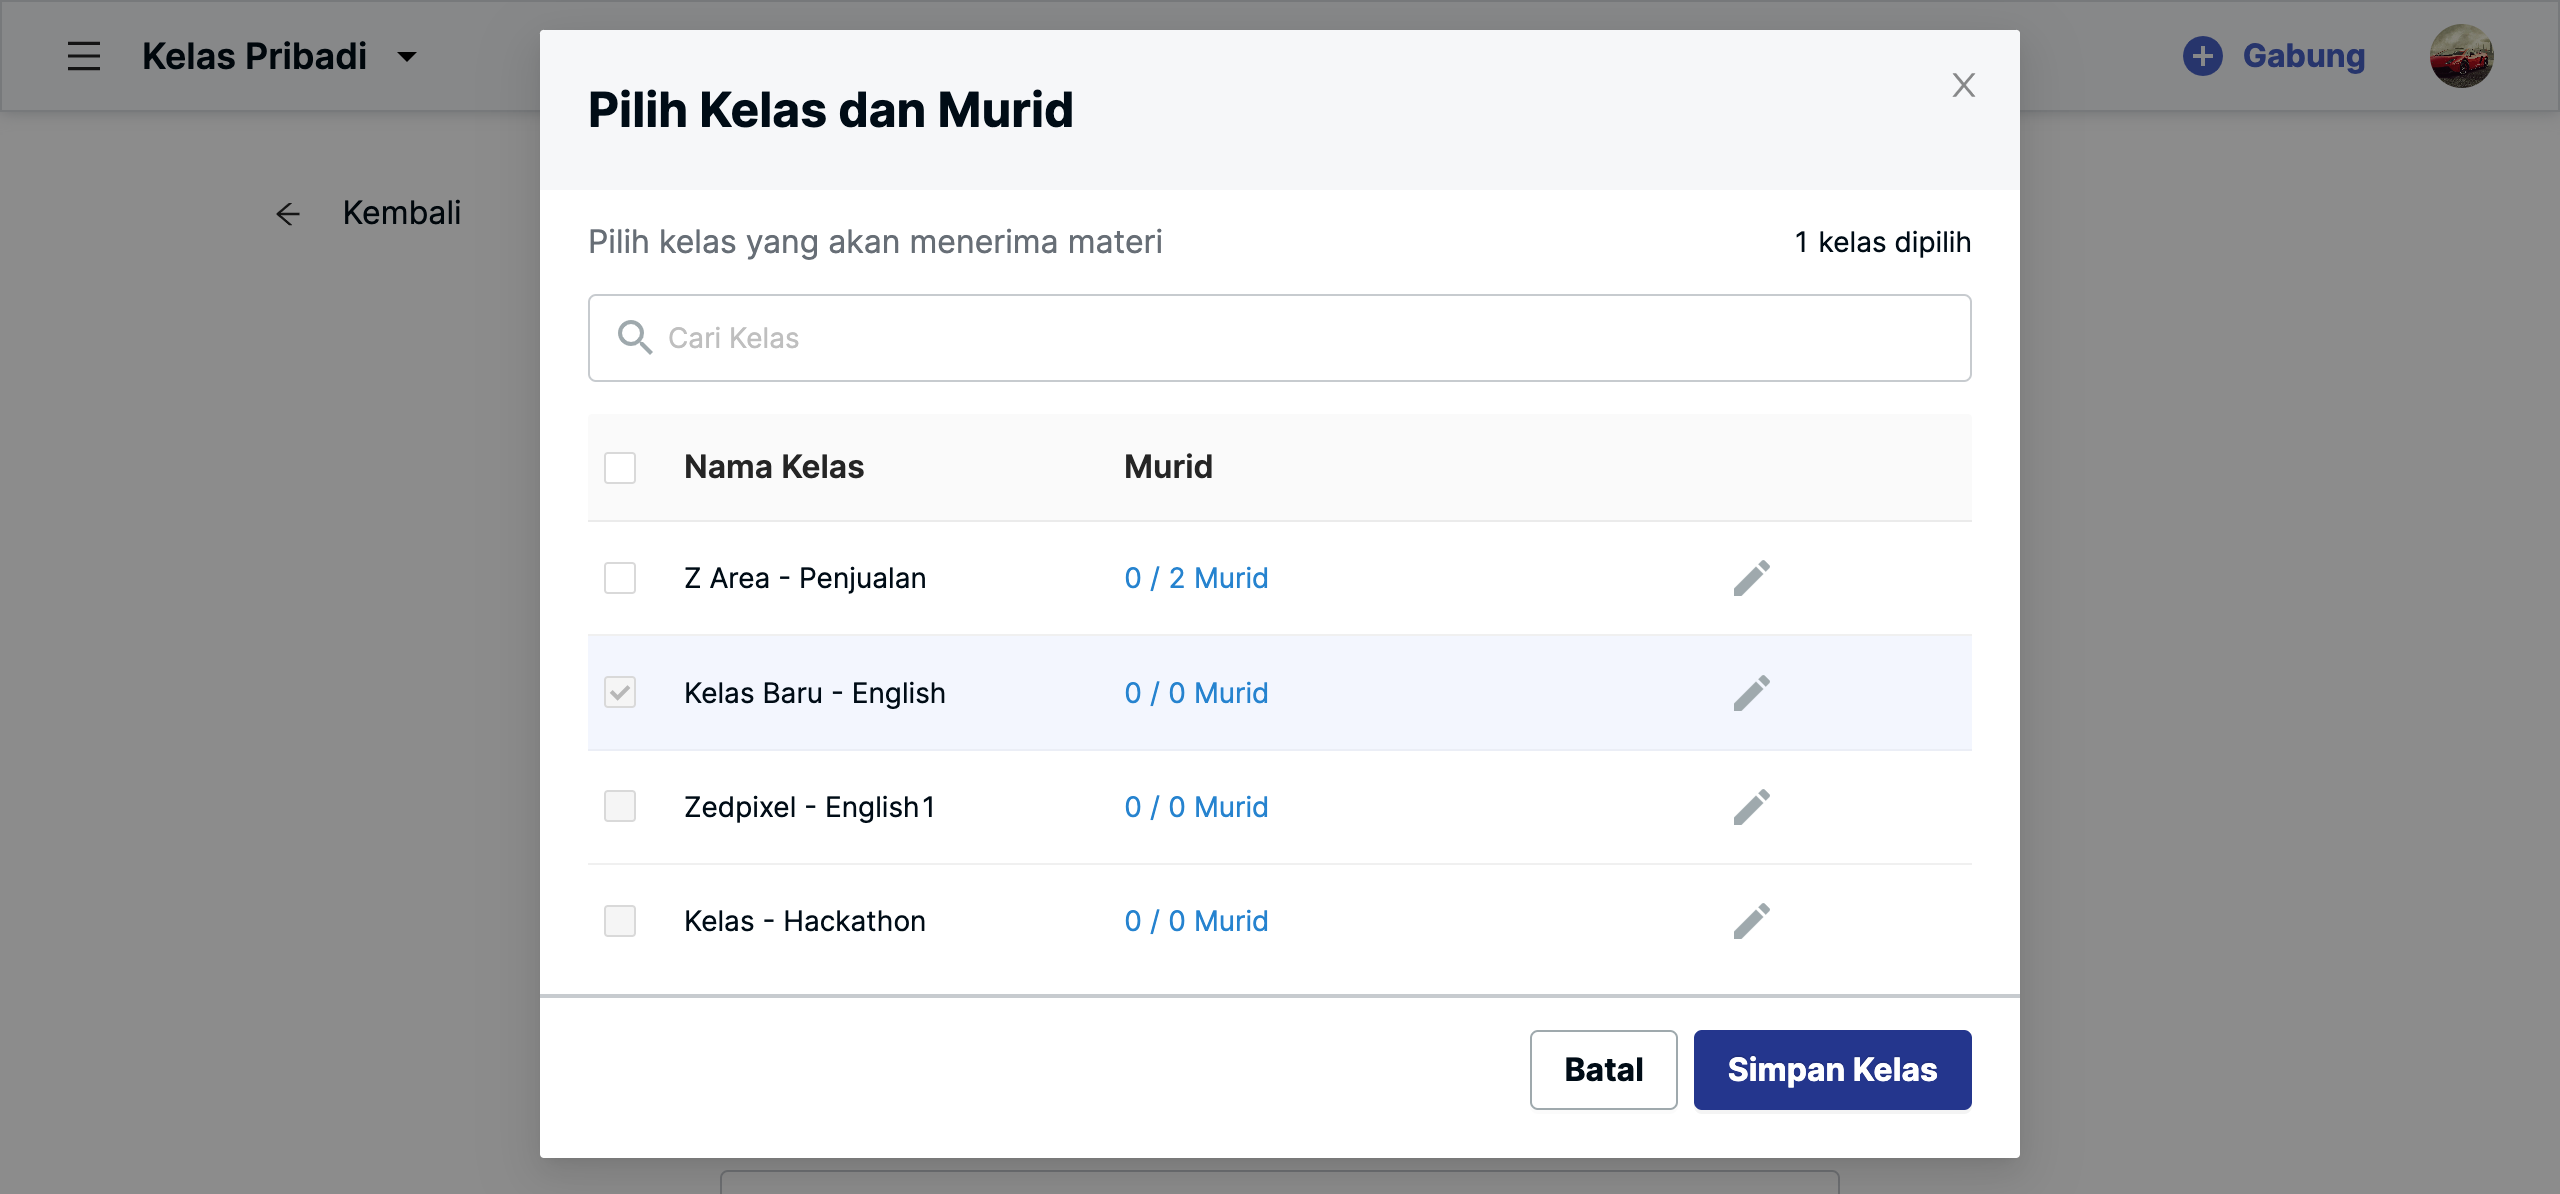 Kelas Pribadi
Gabung
Kembali
Pilih Kelas dan Murid
Pilih kelas yang akan menerima materi
1 kelas dipilih
Cari Kelas
Nama Kelas Murid
Z Area - Penjualan 0 / 2 Murid
Kelas Baru - English 0 / 0 Murid
Zedpixel - English1 0 / 0 Murid
Kelas - Hackathon 0 / 0 Murid
Batal
Simpan Kelas